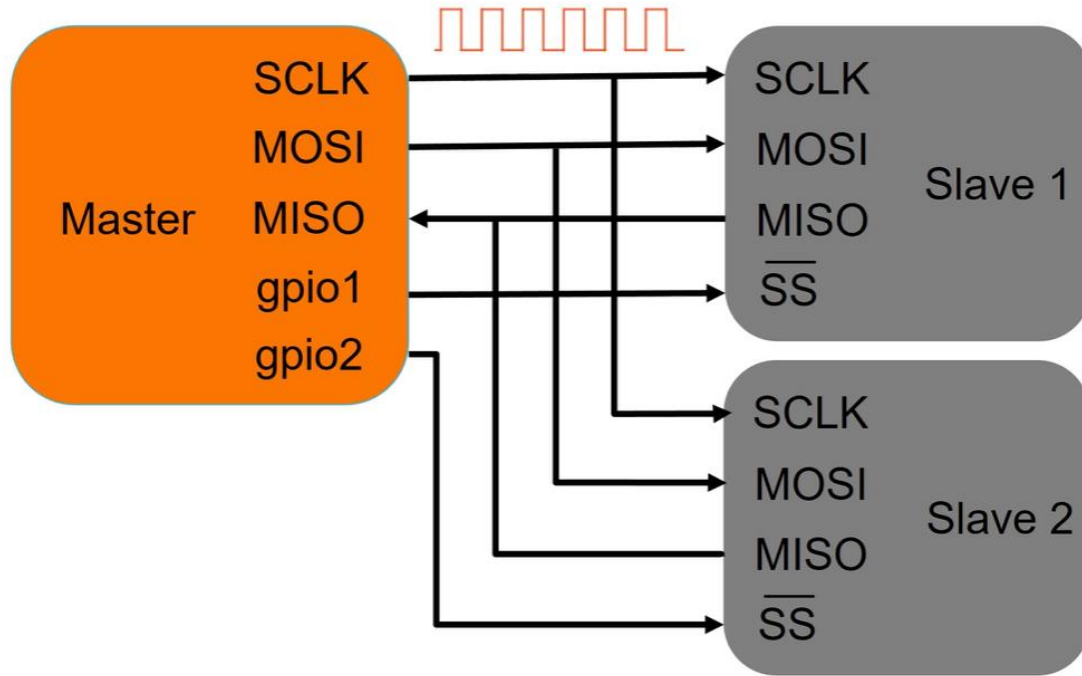 SCLK
MOSI
Master
MISO
gpio1
gpio2
SCLK
MOSI
Slave 1
MISO
SS
SCLK
MOSI
Slave 2
MISO
SS